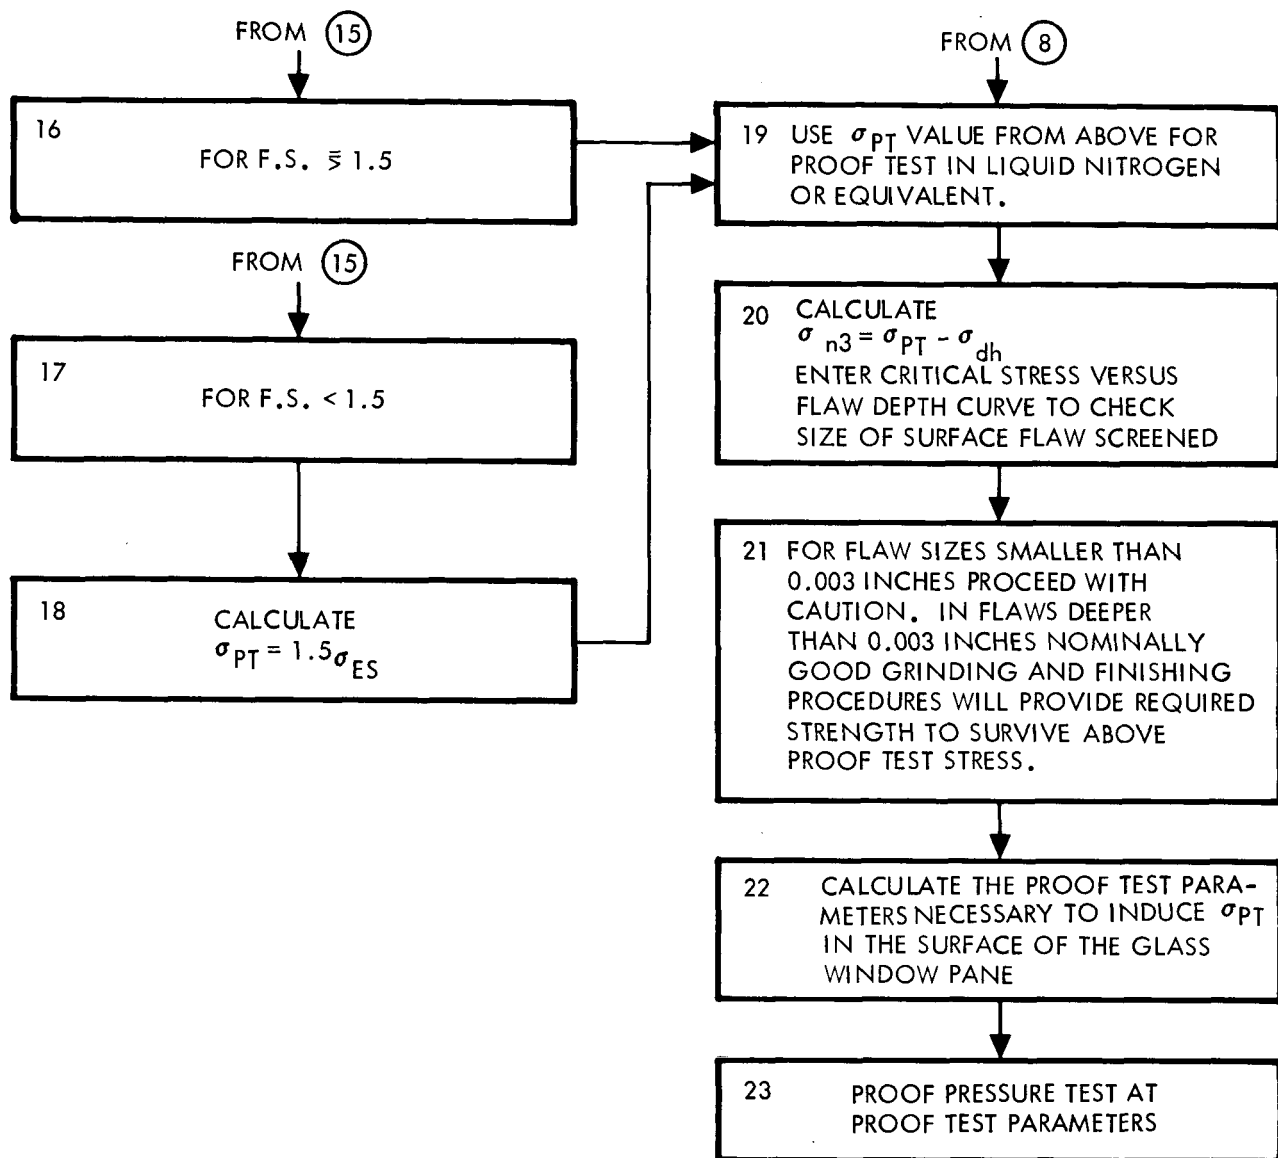 FROM 15
16
FOR F.S. ⋝ 1.5
FROM 15
17
FOR F.S. < 1.5
18
CALCULATE
σPT = 1.5σES
FROM 8
19 USE σPT VALUE FROM ABOVE FOR
PROOF TEST IN LIQUID NITROGEN
OR EQUIVALENT.
20 CALCULATE
σn3 = σPT - σdh
ENTER CRITICAL STRESS VERSUS
FLAW DEPTH CURVE TO CHECK
SIZE OF SURFACE FLAW SCREENED
21 FOR FLAW SIZES SMALLER THAN
0.003 INCHES PROCEED WITH
CAUTION. IN FLAWS DEEPER
THAN 0.003 INCHES NOMINALLY
GOOD GRINDING AND FINISHING
PROCEDURES WILL PROVIDE REQUIRED
STRENGTH TO SURVIVE ABOVE
PROOF TEST STRESS.
22 CALCULATE THE PROOF TEST PARA-
METERS NECESSARY TO INDUCE σPT
IN THE SURFACE OF THE GLASS
WINDOW PANE
23 PROOF PRESSURE TEST AT
PROOF TEST PARAMETERS